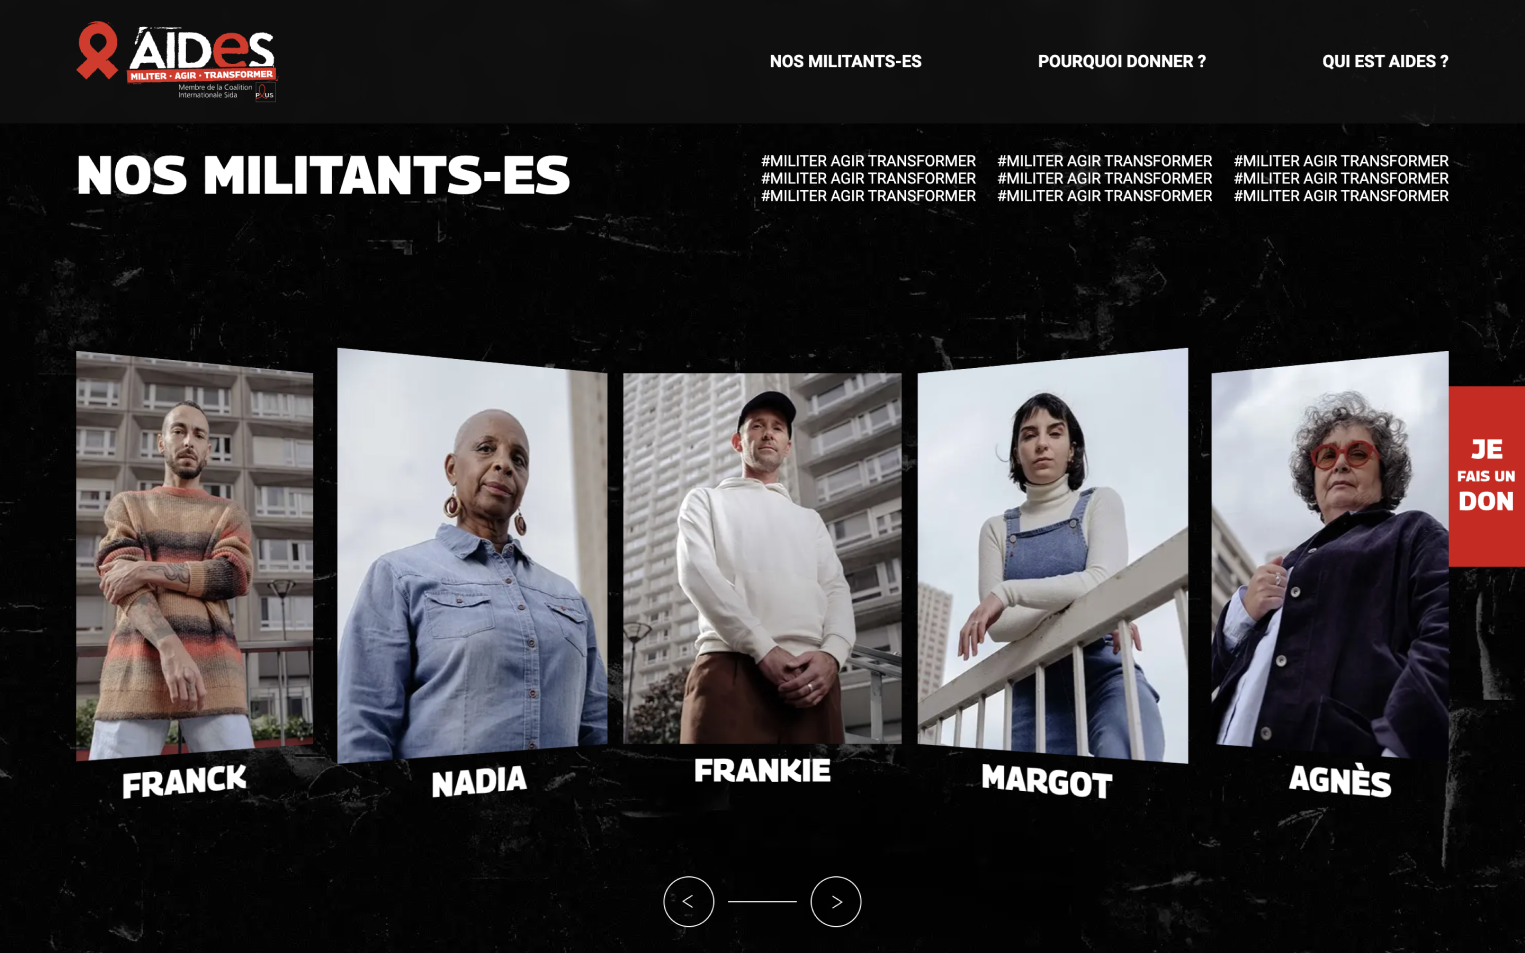 AIDeS
MILITER • AGIR • TRANSFORMER
Membre de la Coalition
Internationale Sida
PLUS
NOS MILITANTS-ES
POURQUOI DONNER ?
QUI EST AIDES ?
NOS MILITANTS-ES
#MILITER AGIR TRANSFORMER #MILITER AGIR TRANSFORMER #MILITER AGIR TRANSFORMER
#MILITER AGIR TRANSFORMER #MILITER AGIR TRANSFORMER #MILITER AGIR TRANSFORMER
#MILITER AGIR TRANSFORMER #MILITER AGIR TRANSFORMER #MILITER AGIR TRANSFORMER
JE
FAIS UN
DON
FRANCK
NADIA
FRANKIE
MARGOT
AGNÈS